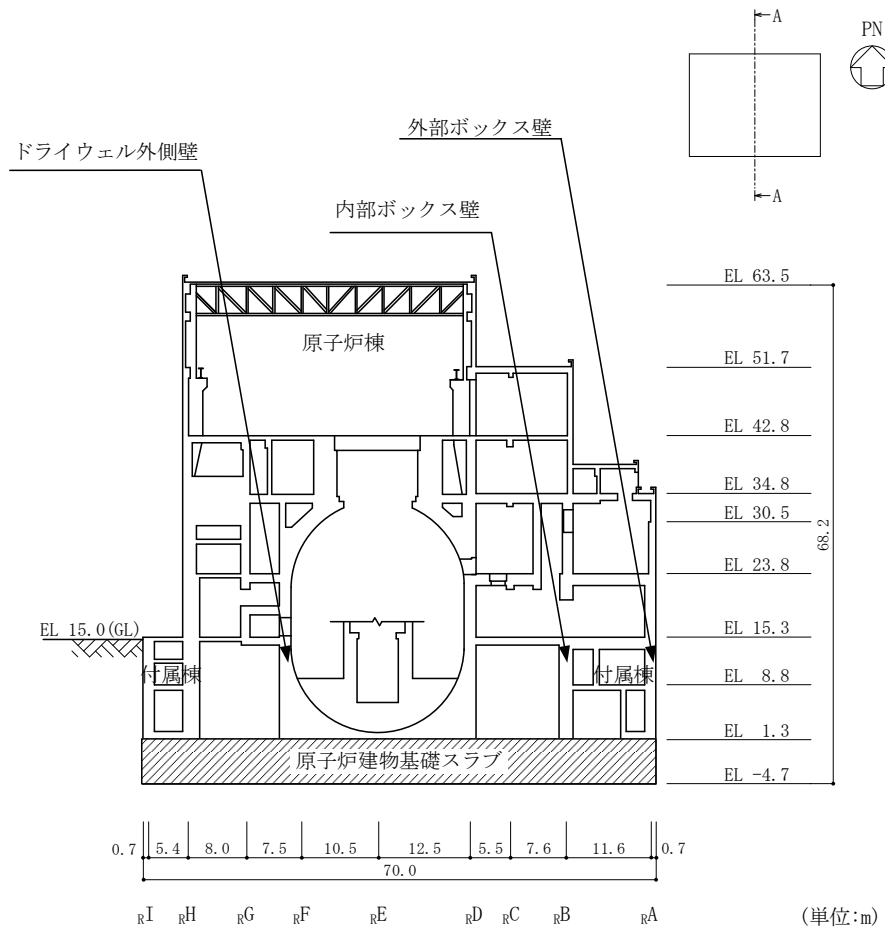 A
PN
A
ドライウェル外側壁
外部ボックス壁
内部ボックス壁
原子炉棟
EL 63.5
EL 51.7
EL 42.8
EL 34.8
EL 30.5
EL 23.8
EL 15.3
EL 8.8
EL 1.3
EL -4.7
68.2
EL 15.0(GL)
付属棟
付属棟
原子炉建物基礎スラブ
0.7 5.4 8.0 7.5 10.5 12.5 5.5 7.6 11.6 0.7
70.0
RI RH RG RF RE RD RC RB RA
(単位:m)